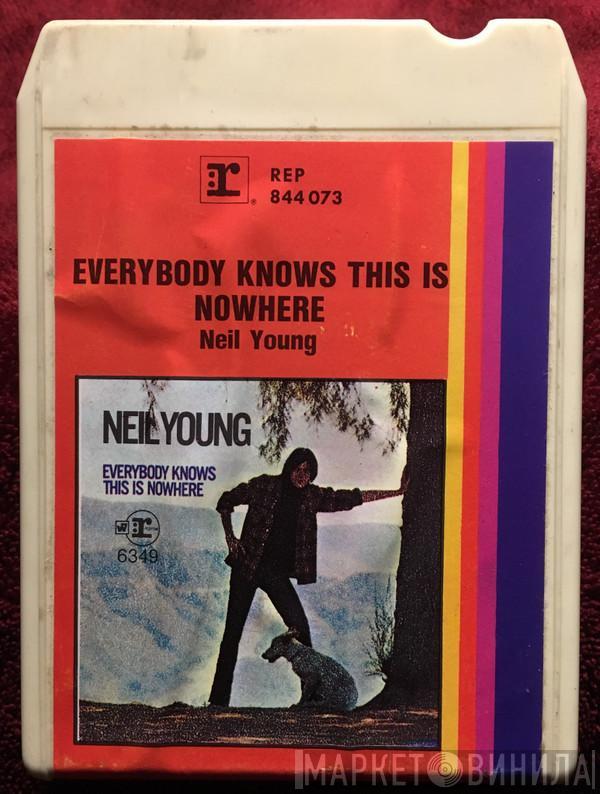 r
REP
844 073
EVERYBODY KNOWS THIS IS
NOWHERE
Neil Young
NEIL YOUNG
EVERYBODY KNOWS
THIS IS NOWHERE
W r
6349
МАРКЕТ ВИНИЛА